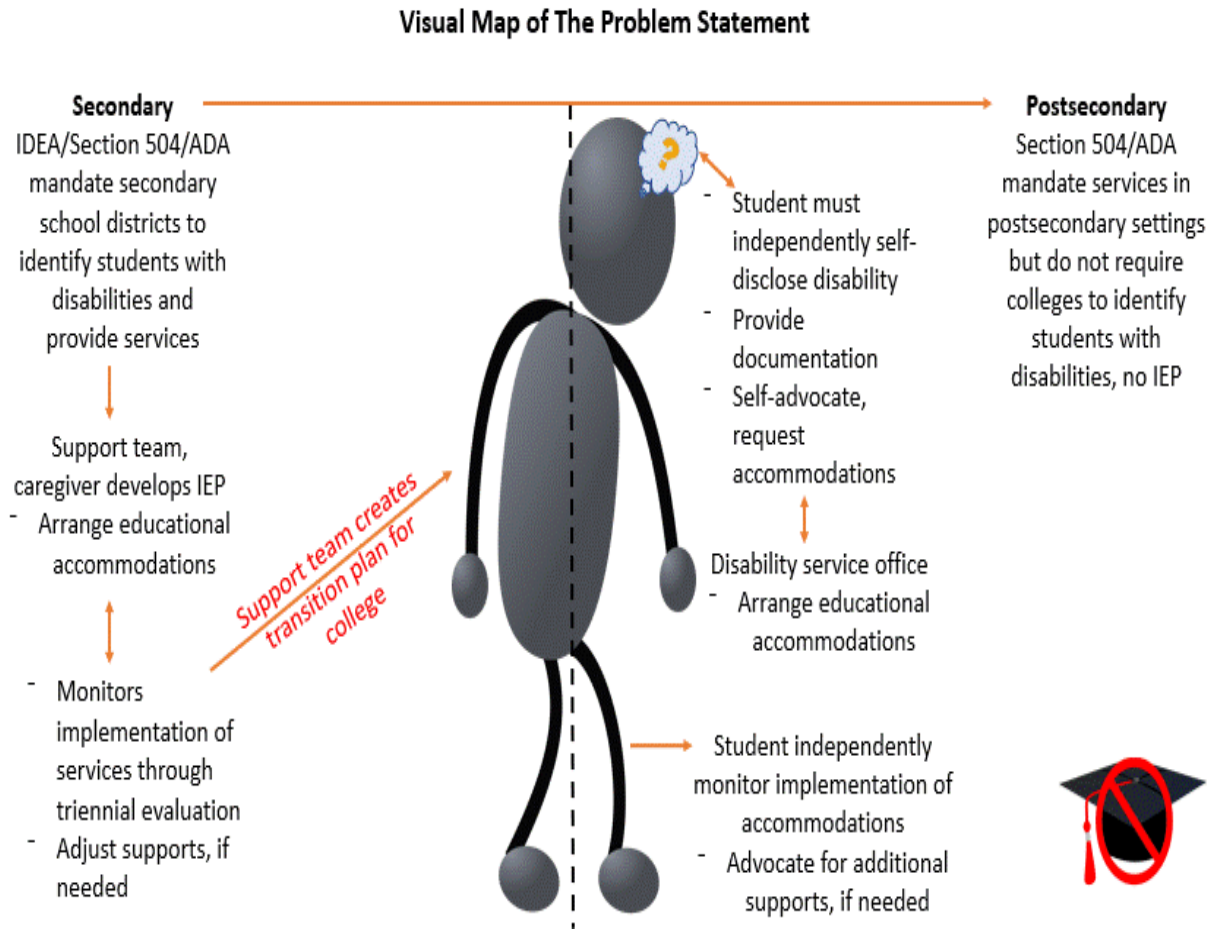 Visual Map of The Problem Statement
Secondary
IDEA/Section 504/ADA
mandate secondary
school districts to
identify students with
disabilities and
provide services
Support team,
caregiver develops IEP
- Arrange educational
accommodations
- Monitors
implementation of
services through
triennial evaluation
- Adjust supports, if
needed
Support team creates
transition plan for
college
?
- Student must
independently self-
disclose disability
- Provide
documentation
- Self-advocate,
request
accommodations
Disability service office
- Arrange educational
accommodations
Student independently
monitor implementation of
accommodations
- Advocate for additional
supports, if needed
Postsecondary
Section 504/ADA
mandate services in
postsecondary settings
but do not require
colleges to identify
students with
disabilities, no IEP